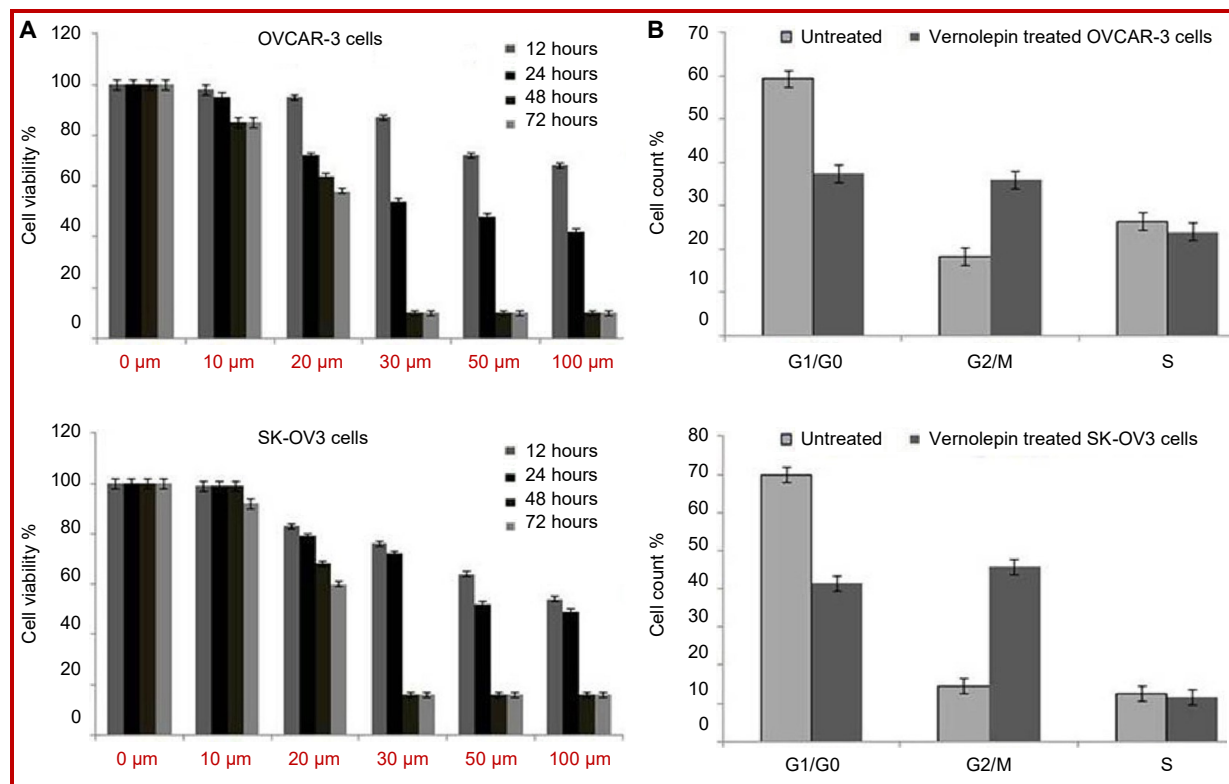 A
OVCAR-3 cells
12 hours
24 hours
48 hours
72 hours
Cell viability %
120
100
80
60
40
20
0
0 µm 10 µm 20 µm 30 µm 50 µm 100 µm
B
Untreated Vernolepin treated OVCAR-3 cells
Cell count %
70
60
50
40
30
20
10
0
G1/G0 G2/M S
SK-OV3 cells
12 hours
24 hours
48 hours
72 hours
Cell viability %
120
100
80
60
40
20
0
0 µm 10 µm 20 µm 30 µm 50 µm 100 µm
Untreated Vernolepin treated SK-OV3 cells
Cell count %
80
70
60
50
40
30
20
10
0
G1/G0 G2/M S